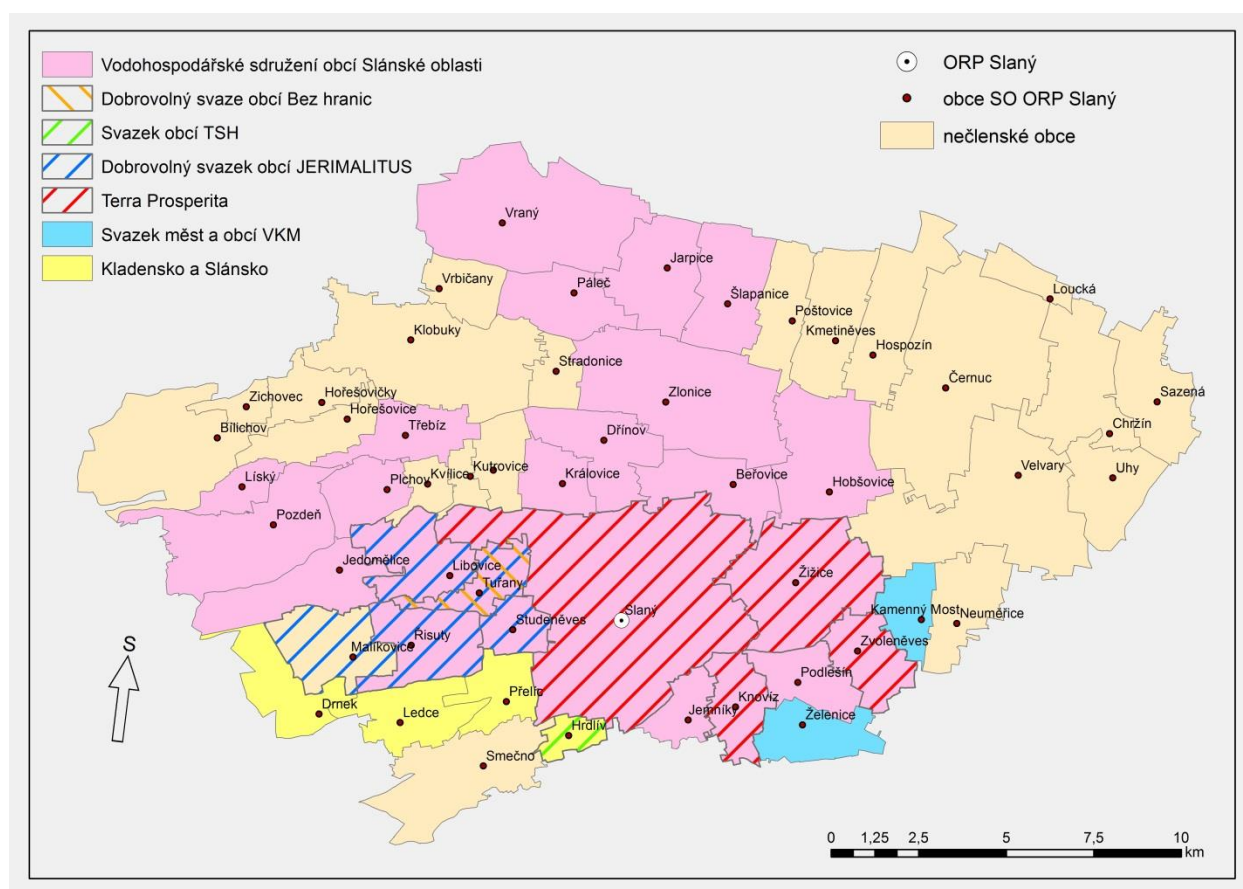 Vodohospodářské sdružení obcí Slánské oblasti
Dobrovolný svaze obcí Bez hranic
Svazek obcí TSH
Dobrovolný svazek obcí JERIMALITUS
Terra Prosperita
Svazek měst a obcí VKM
Kladensko a Slánsko
ORP Slaný
obce SO ORP Slaný
nečlenské obce
Vraný
Jarpice
Vrbičany
Páleč
Šlapanice
Loucká
Poštovice
Klobuky
Kmetiněves
Hospozín
Stradonice
Černuc
Zichovec
Hořešovičky
Zlonice
Sazená
Hořešovice
Bílichov
Třebíz
Dřínov
Chržín
Líský
Plchov
Kvílice
Kutrovice
Královice
Beřovice
Hobšovice
Velvary
Uhy
Pozdeň
Jedomělice
Libovice
Tuřany
Žižice
Slaný
Kamenný Most
Neuměřice
Studeněves
Malíkovice
Risuty
Zvoleněves
Podlešín
Přelíc
Knovíz
Drnek
Ledce
Hrdlív
Jemníky
Želenice
Smečno
S
0 1,25 2,5 5 7,5 10
km